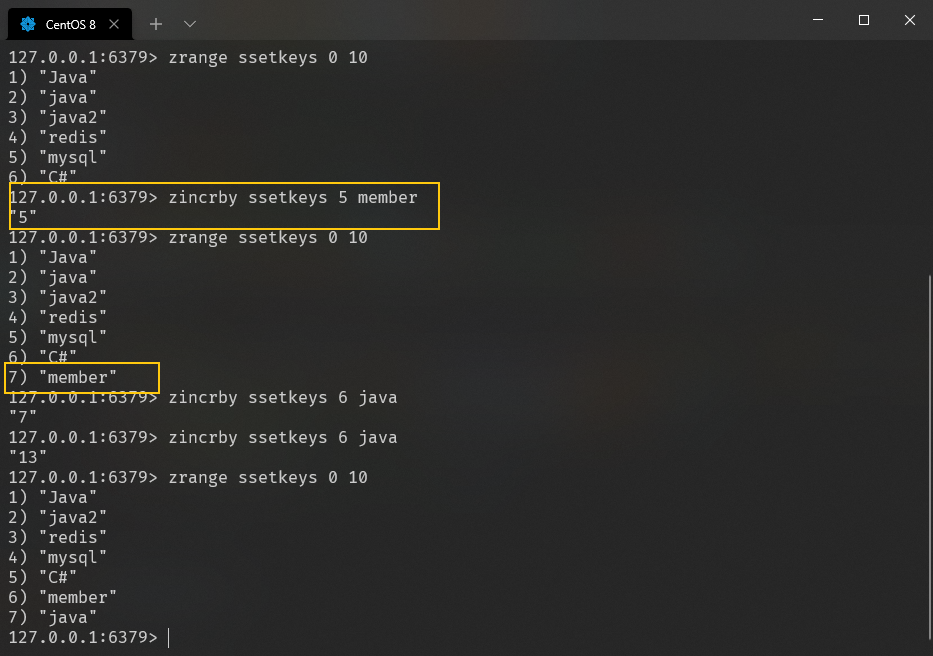 CentOS 8
127.0.0.1:6379> zrange ssetkeys 0 10
1) "Java"
2) "java"
3) "java2"
4) "redis"
5) "mysql"
6) "C#"
127.0.0.1:6379> zincrby ssetkeys 5 member
"5"
127.0.0.1:6379> zrange ssetkeys 0 10
1) "Java"
2) "java"
3) "java2"
4) "redis"
5) "mysql"
6) "C#"
7) "member"
127.0.0.1:6379> zincrby ssetkeys 6 java
"7"
127.0.0.1:6379> zincrby ssetkeys 6 java
"13"
127.0.0.1:6379> zrange ssetkeys 0 10
1) "Java"
2) "java2"
3) "redis"
4) "mysql"
5) "C#"
6) "member"
7) "java"
127.0.0.1:6379>